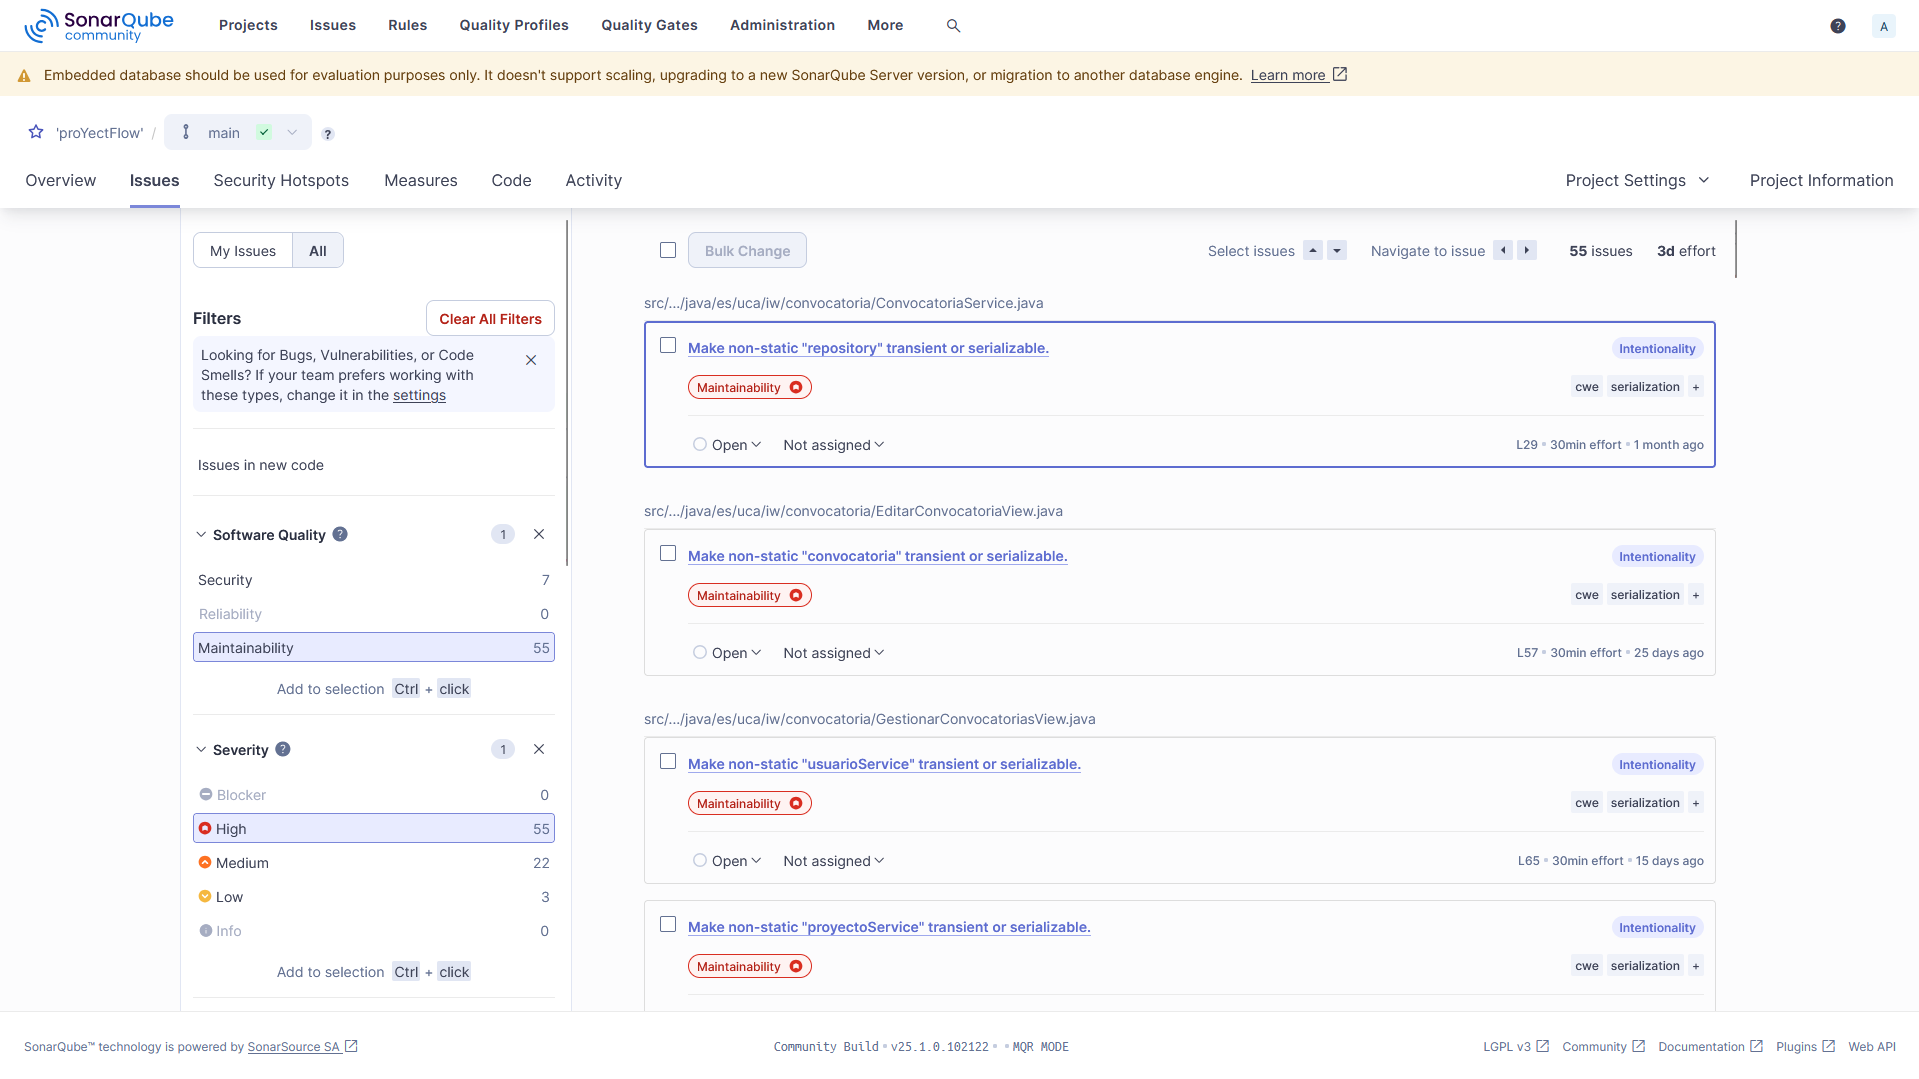 SonarQube community
Projects Issues Rules Quality Profiles Quality Gates Administration More ? A
Embedded database should be used for evaluation purposes only. It doesn't support scaling, upgrading to a new SonarQube Server version, or migration to another database engine. Learn more
'proYectFlow' / main ?
Overview Issues Security Hotspots Measures Code Activity Project Settings Project Information
My Issues All
Filters Clear All Filters
Looking for Bugs, Vulnerabilities, or Code
Smells? If your team prefers working with
these types, change it in the settings
Issues in new code
Software Quality ? 1
Security 7
Reliability 0
Maintainability 55
Add to selection Ctrl + click
Severity ? 1
Blocker 0
High 55
Medium 22
Low 3
Info 0
Add to selection Ctrl + click
Bulk Change Select issues Navigate to issue 55 issues 3d effort
src/.../java/es/uca/iw/convocatoria/ConvocatoriaService.java
Make non-static "repository" transient or serializable. Intentionality
Maintainability cwe serialization +
Open Not assigned L29 30min effort 1 month ago
src/.../java/es/uca/iw/convocatoria/EditarConvocatoriaView.java
Make non-static "convocatoria" transient or serializable. Intentionality
Maintainability cwe serialization +
Open Not assigned L57 30min effort 25 days ago
src/.../java/es/uca/iw/convocatoria/GestionarConvocatoriasView.java
Make non-static "usuarioService" transient or serializable. Intentionality
Maintainability cwe serialization +
Open Not assigned L65 30min effort 15 days ago
Make non-static "proyectoService" transient or serializable. Intentionality
Maintainability cwe serialization +
SonarQube™ technology is powered by SonarSource SA Community Build v25.1.0.102122 MQR MODE LGPL v3 Community Documentation Plugins Web API